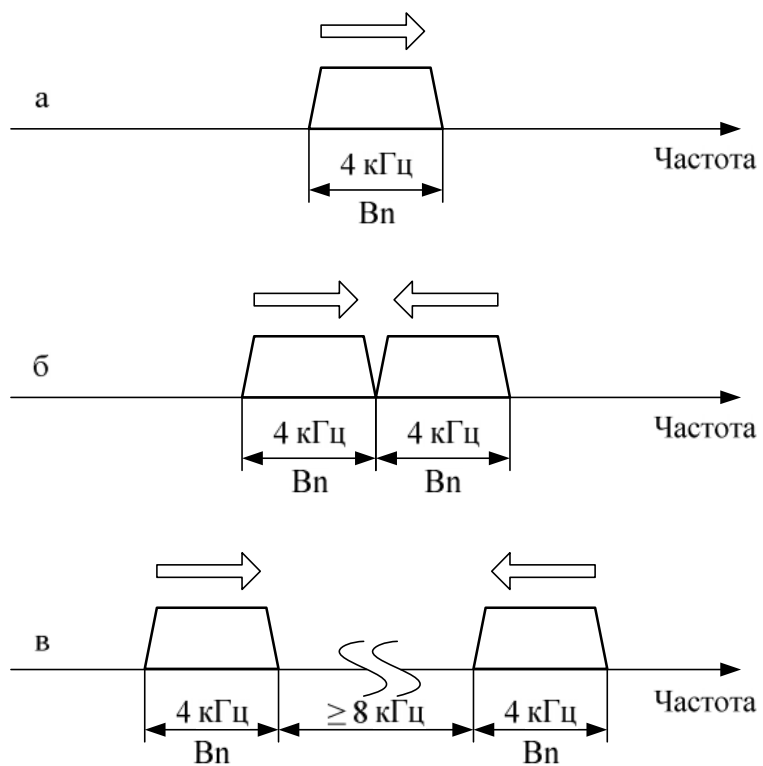 а
Частота
4 кГц
Bn
б
Частота
4 кГц 4 кГц
Bn Bn
в
Частота
4 кГц ≥ 8 кГц 4 кГц
Bn Bn